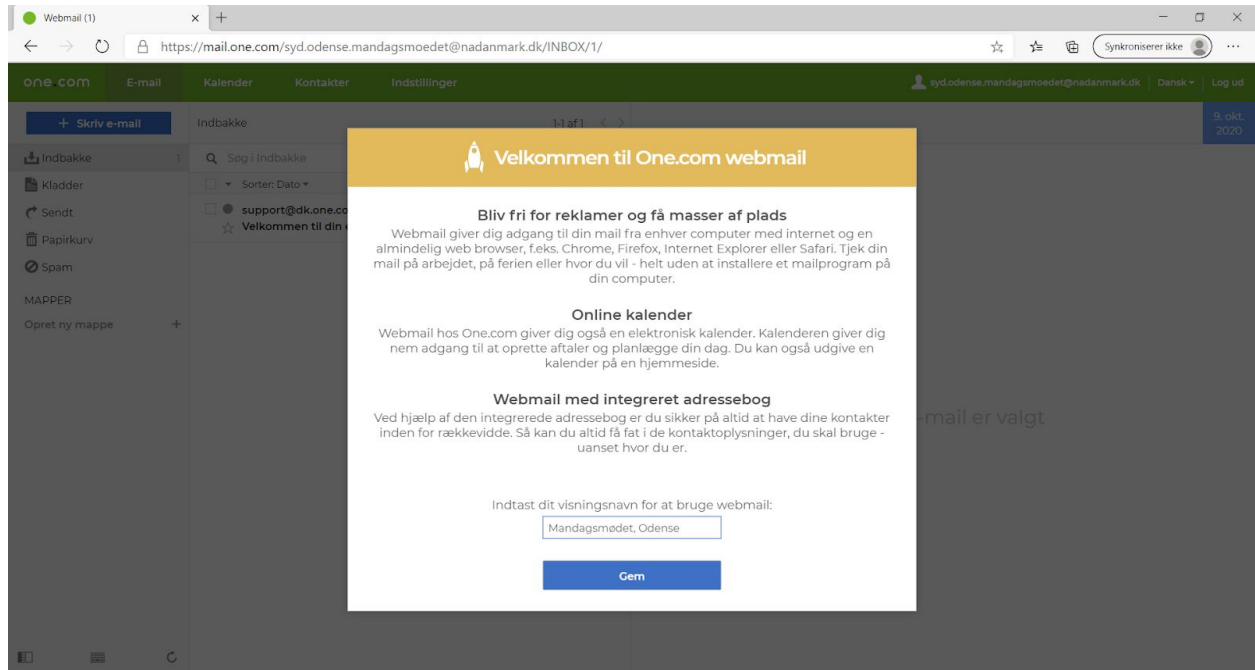 Webmail (1)
https://mail.one.com/syd.odense.mandagsmoedet@nadanmark.dk/INBOX/1/
Synkroniserer ikke
one.com E-mail Kalender Kontakter Indstillinger
syd.odense.mandagsmoedet@nadanmark.dk Dansk Log ud
+ Skriv e-mail
Indbakke
1-1 af 1
9. okt.
2020
Indbakke 1
Søg i Indbakke
Kladder
Sorter: Dato
Sendt
support@dk.one.co
Velkommen til din
Papirkurv
Spam
MAPPER
Opret ny mappe +
Velkommen til One.com webmail
Bliv fri for reklamer og få masser af plads
Webmail giver dig adgang til din mail fra enhver computer med internet og en
almindelig web browser, f.eks. Chrome, Firefox, Internet Explorer eller Safari. Tjek din
mail på arbejdet, på ferien eller hvor du vil - helt uden at installere et mailprogram på
din computer.
Online kalender
Webmail hos One.com giver dig også en elektronisk kalender. Kalenderen giver dig
nem adgang til at oprette aftaler og planlægge din dag. Du kan også udgive en
kalender på en hjemmeside.
Webmail med integreret adressebog
Ved hjælp af den integrerede adressebog er du sikker på altid at have dine kontakter
inden for rækkevidde. Så kan du altid få fat i de kontaktoplysninger, du skal bruge -
uanset hvor du er.
-mail er valgt
Indtast dit visningsnavn for at bruge webmail:
Mandagsmødet, Odense
Gem